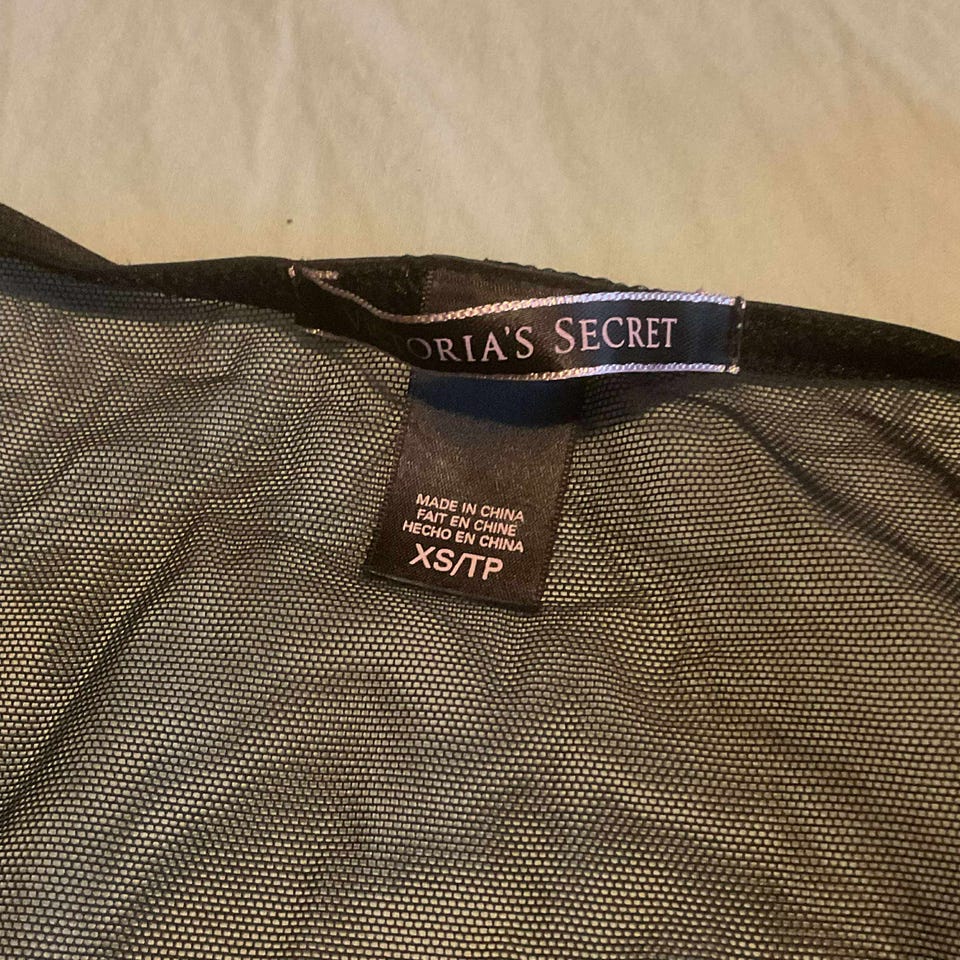 ORIA'S SECRET
MADE IN CHINA
FAIT EN CHINE
HECHO EN CHINA
XS/TP